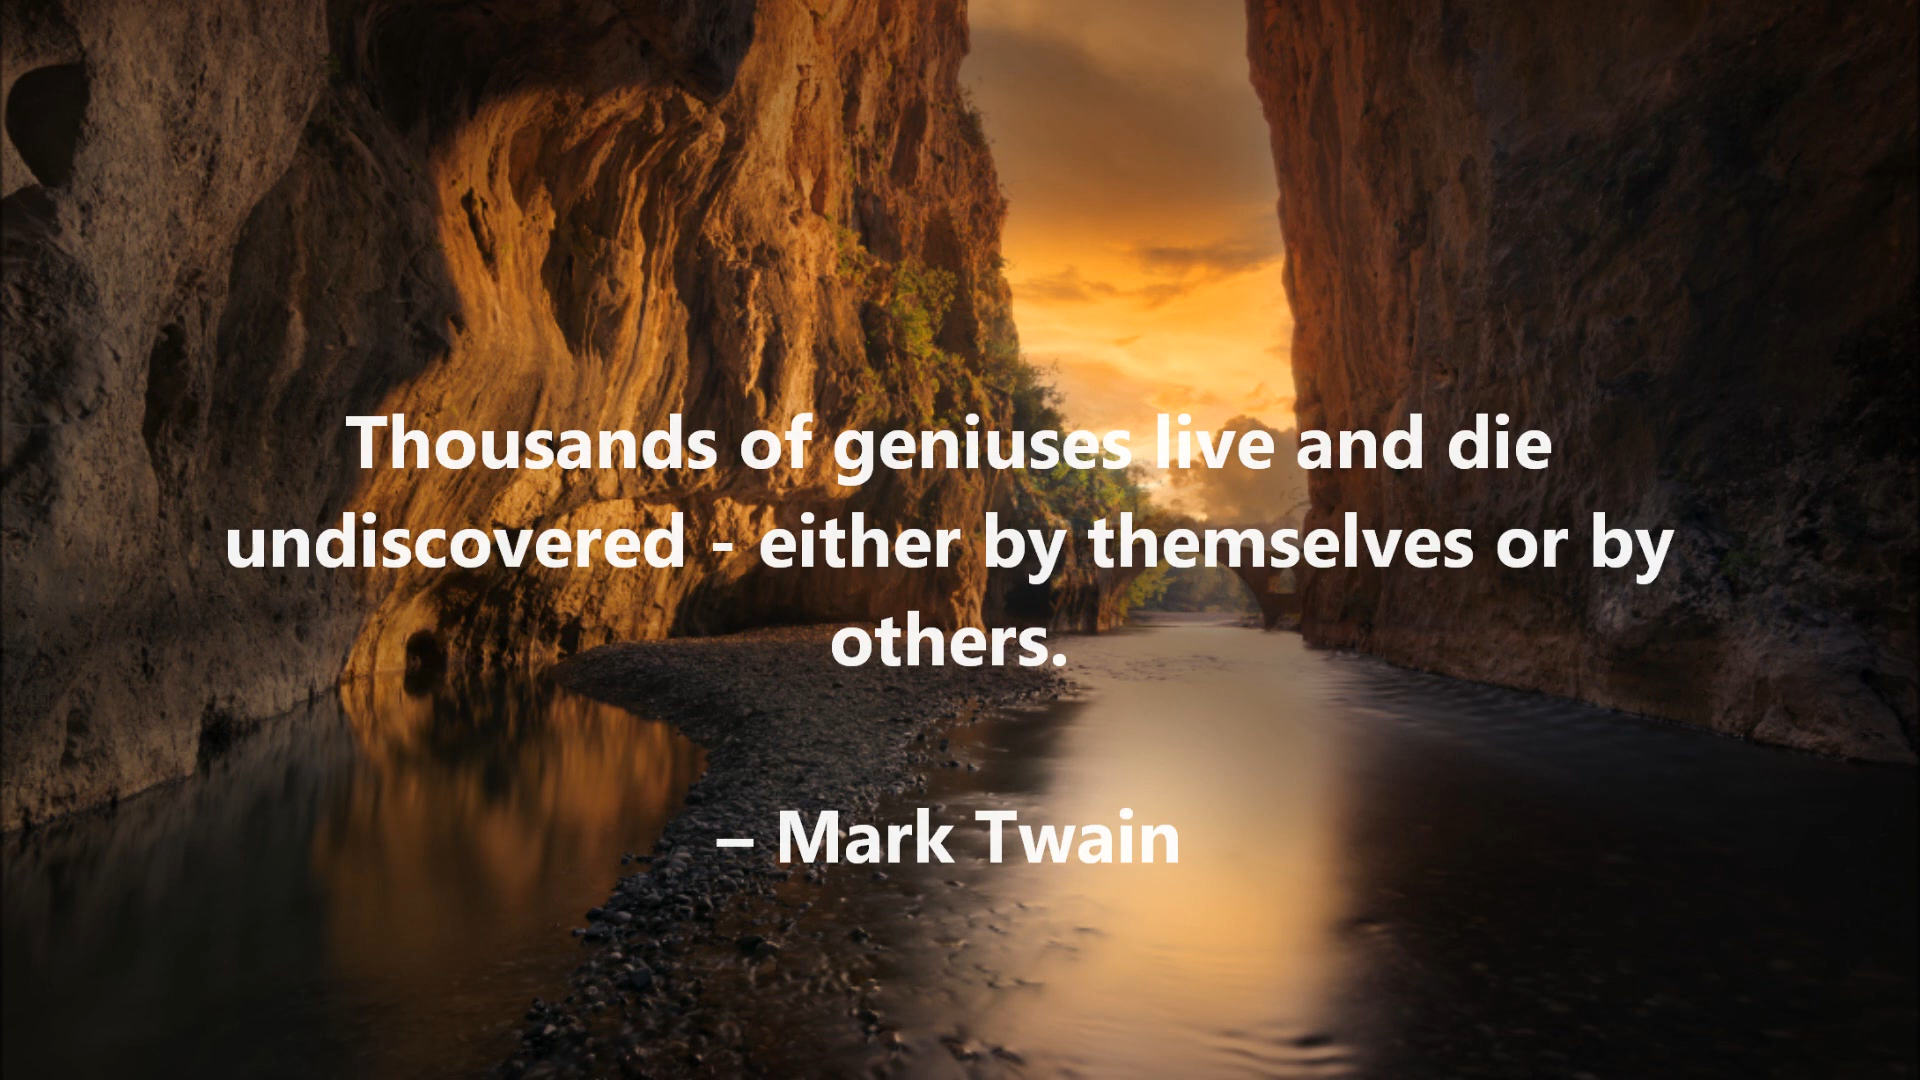 Thousands of geniuses live and die
undiscovered - either by themselves or by
others.
– Mark Twain